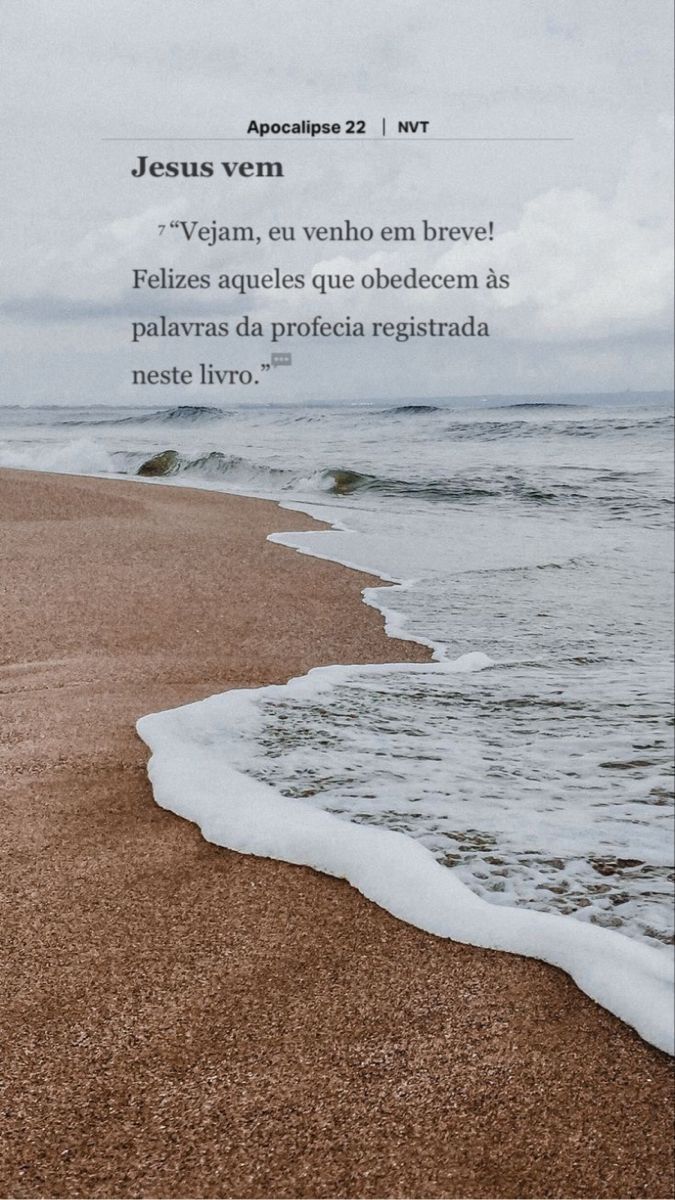 Apocalipse 22 | NVT
Jesus vem
7 “Vejam, eu venho em breve!
Felizes aqueles que obedecem às
palavras da profecia registrada
neste livro.”